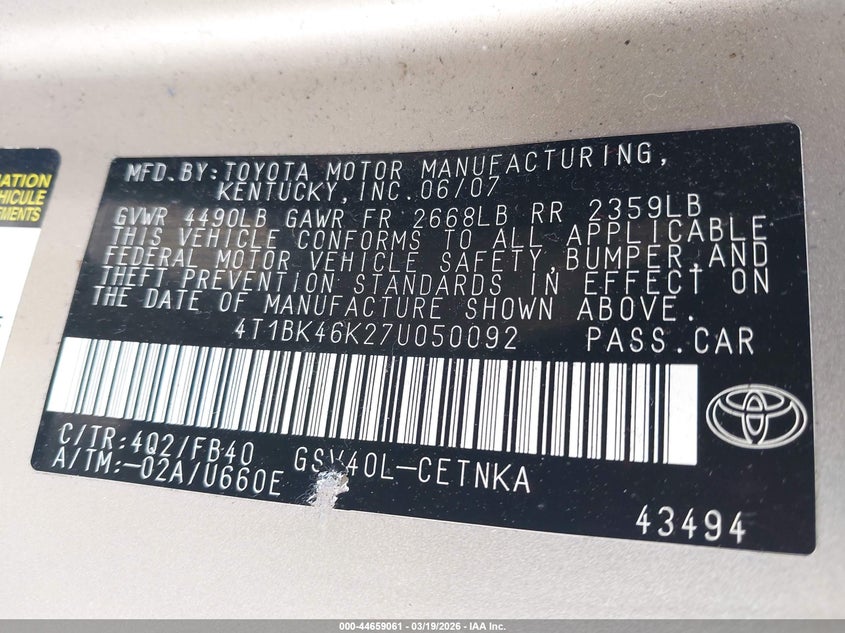 MATION
VEHICULE
EMENTS
MFD.BY:TOYOTA MOTOR MANUFACTURING,
KENTUCKY,INC.06/07
GVWR 4490LB GAWR FR 2668LB RR 2359LB
THIS VEHICLE CONFORMS TO ALL APPLICABLE
FEDERAL MOTOR VEHICLE SAFETY,BUMPER,AND
THEFT PREVENTION STANDARDS IN EFFECT ON
THE DATE OF MANUFACTURE SHOWN ABOVE.
4T1BK46K27U050092 PASS.CAR
C/TR:4Q2/FB40 GSV40L-CETNKA
A/TM:-02A/U660E
43494
000-44659061 - 03/19/2026 - IAA Inc.